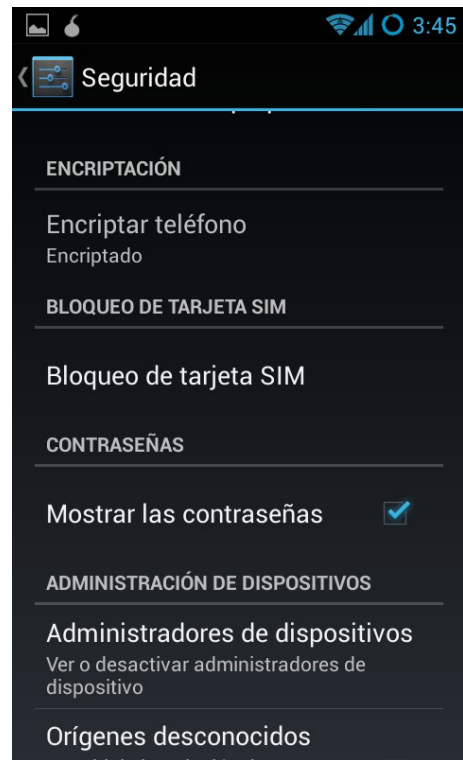 3:45
Seguridad
ENCRIPTACIÓN
Encriptar teléfono
Encriptado
BLOQUEO DE TARJETA SIM
Bloqueo de tarjeta SIM
CONTRASEÑAS
Mostrar las contraseñas
ADMINISTRACIÓN DE DISPOSITIVOS
Administradores de dispositivos
Ver o desactivar administradores de
dispositivo
Orígenes desconocidos